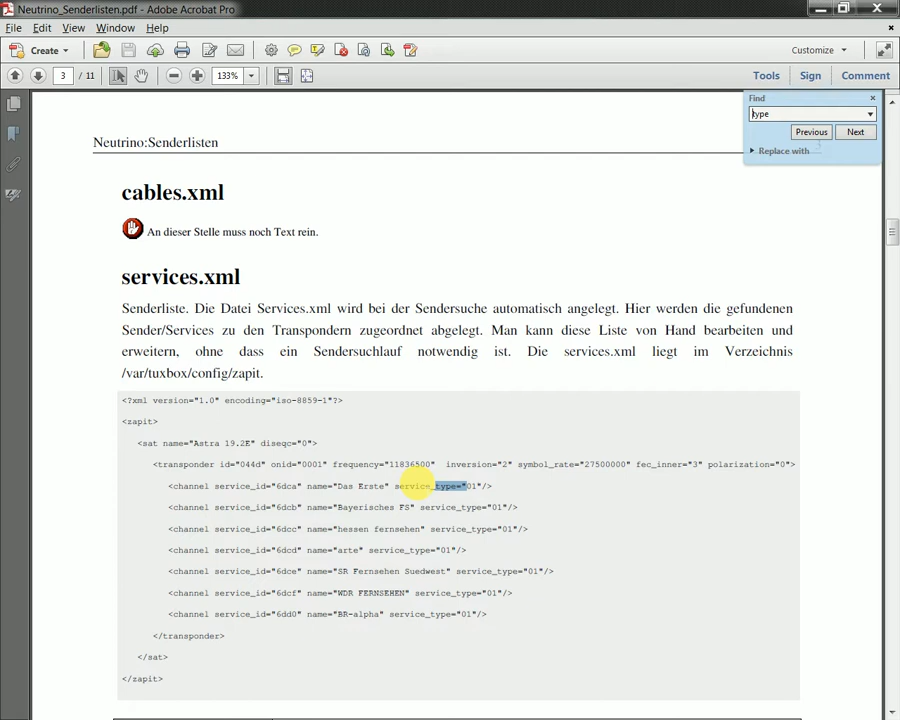 Neutrino_Senderlisten.pdf - Adobe Acrobat Pro
File Edit View Window Help
Create Customize
3 / 11 133% Tools Sign Comment
Find
type
Previous Next
Replace with
Neutrino:Senderlisten
cables.xml
An dieser Stelle muss noch Text rein.
services.xml
Senderliste. Die Datei Services.xml wird bei der Sendersuche automatisch angelegt. Hier werden die gefundenen
Sender/Services zu den Transpondern zugeordnet abgelegt. Man kann diese Liste von Hand bearbeiten und
erweitern, ohne dass ein Sendersuchlauf notwendig ist. Die services.xml liegt im Verzeichnis
/var/tuxbox/config/zapit.
<?xml version="1.0" encoding="iso-8859-1"?>
<zapit>
<sat name="Astra 19.2E" diseqc="0">
<transponder id="044d" onid="0001" frequency="11836500" inversion="2" symbol_rate="27500000" fec_inner="3" polarization="0">
<channel service_id="6dca" name="Das Erste" service_type="01"/>
<channel service_id="6dcb" name="Bayerisches FS" service_type="01"/>
<channel service_id="6dcc" name="hessen fernsehen" service_type="01"/>
<channel service_id="6dcd" name="arte" service_type="01"/>
<channel service_id="6dce" name="SR Fernsehen Suedwest" service_type="01"/>
<channel service_id="6dcf" name="WDR FERNSEHEN" service_type="01"/>
<channel service_id="6dd0" name="BR-alpha" service_type="01"/>
</transponder>
</sat>
</zapit>